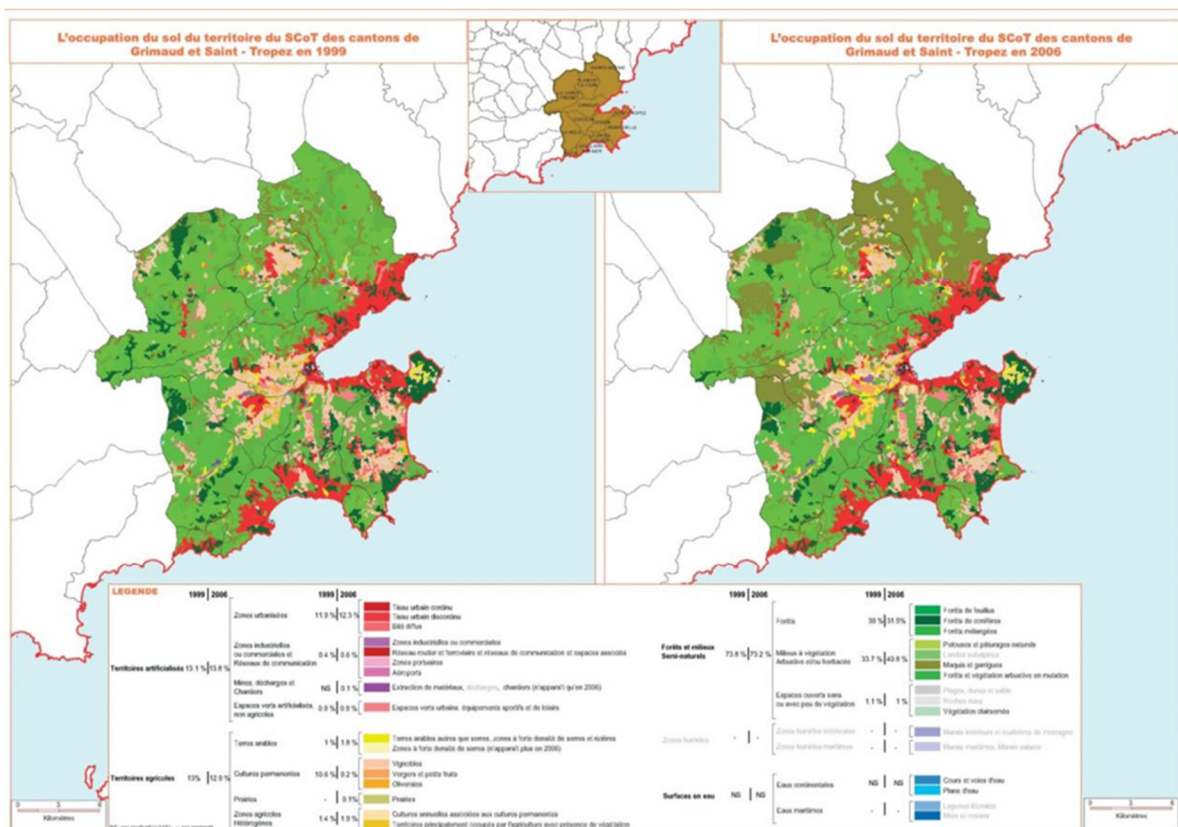 L'occupation du sol du territoire du SCoT des cantons de
Grimaud et Saint - Tropez en 1999
L'occupation du sol du territoire du SCoT des cantons de
Grimaud et Saint - Tropez en 2006
LEGENDE
1999 | 2006
1999 | 2006
Territoires artificialisés 13.1 % 13.8 %
Zones urbanisées 11.9 % 12.3 %
Tissu urbain continu
Tissu urbain discontinu
Bâti diffus
Zones industrielles
ou commerciales et
Réseaux de communication
0.4 % 0.6 %
Zones industrielles ou commerciales
Réseau routier et ferroviaire et réseaux de communication et espaces associés
Zones portuaires
Aéroports
Mines, décharges et
Chantiers
NS 0.1 %
Extraction de matériaux, décharges, chantiers (n'apparaît qu'en 2006)
Espaces verts artificialisés,
non agricoles
0.9 % 0.9 %
Espaces verts urbains, équipements sportifs et de loisirs
Territoires agricoles 13% 12.9 %
Terres arables 1% 1.8 %
Terres arables autres que serres, zones à forte densité de serres et rizières
Zones à forte densité de serres (n'apparaît plus en 2006)
Cultures permanentes 10.6 % 9.2 %
Vignobles
Vergers et petits fruits
Oliveraies
Prairies - 0.1%
Prairies
Zones agricoles
Hétérogènes
1.4 % 1.9 %
Cultures annuelles associées aux cultures permanentes
Territoires principalement occupés par l'agriculture avec présence de végétation
1999 | 2006
1999 | 2006
Forêts et milieux
Semi-naturels
73.8 % 73.2 %
Forêts 39 % 31.5%
Forêts de feuillus
Forêts de conifères
Forêts mélangées
Milieux à végétation
Arbustive et/ou herbacée
33.7 % 40.8 %
Pelouses et pâturages naturels
Landes subalpines
Maquis et garrigues
Forêts et végétation arbustive en mutation
Espaces ouverts sans
ou avec peu de végétation
1.1 % 1 %
Plages, dunes et sable
Roches nues
Végétation clairsemée
Zones humides - -
Zones humides intérieures - -
Marais intérieurs et
Zones humides maritimes - -
Marais maritimes, Marais salants
Surfaces en eau NS NS
Eaux continentales NS NS
Cours et voies d'eau
Plans d'eau
Eaux maritimes - -
Lagunes littorales
Mers et océans
0 3 6
Kilomètres
0 3 6
Kilomètres